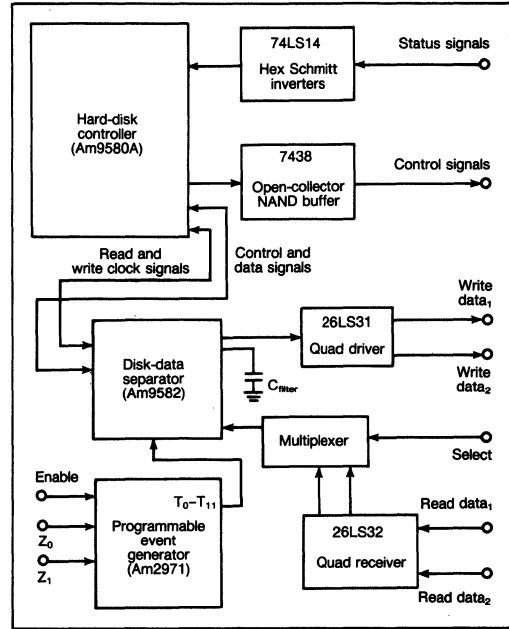 74LS14
Hex Schmitt
inverters
Status signals
Hard-disk
controller
(Am9580A)
7438
Open-collector
NAND buffer
Control signals
Read and
write clock signals
Control and
data signals
Disk-data
separator
(Am9582)
C_filter
26LS31
Quad driver
Write
data₁
Write
data₂
Multiplexer
Select
Enable
Z₀
Z₁
T₀–T₁₁
Programmable
event
generator
(Am2971)
26LS32
Quad receiver
Read data₁
Read data₂